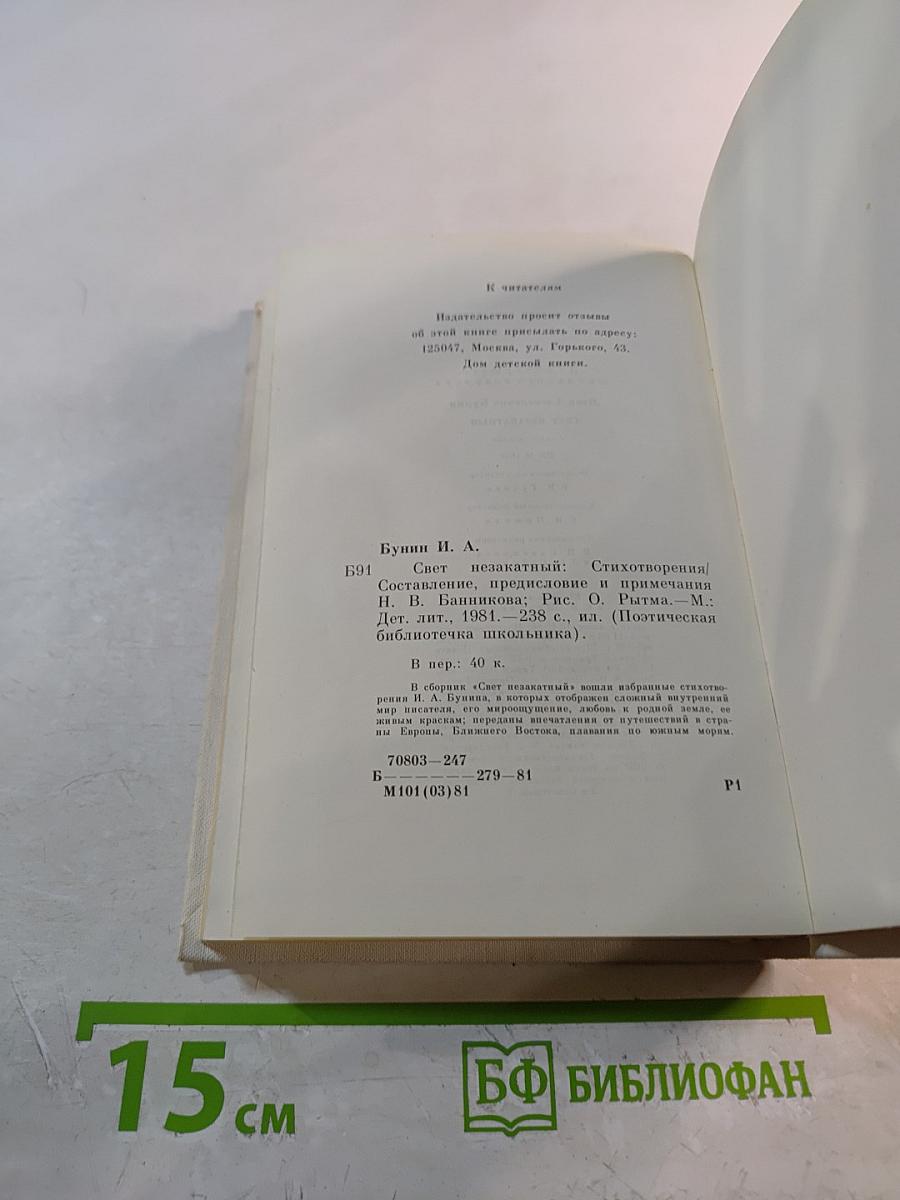 К читателям
Издательство просит отзывы
об этой книге присылать по адресу:
125047, Москва, ул. Горького, 43.
Дом детской книги.
Бунин И. А.
Б91 Свет незакатный: Стихотворения/
Составление, предисловие и примечания
Н. В. Банникова; Рис. О. Рытма.—М.:
Дет. лит., 1981.—238 с., ил. (Поэтическая
библиотечка школьника).
В пер.: 40 к.
В сборник «Свет незакатный» вошли избранные стихотво-
рения И. А. Бунина, в которых отображен сложный внутренний
мир писателя, его мироощущение, любовь к родной земле, ее
живым краскам; переданы впечатления от путешествий в стра-
ны Европы, Ближнего Востока, плавания по южным морям.
70803—247
Б——————279—81
М101(03)81
Р1
15 см
БФ БИБЛИОФАН